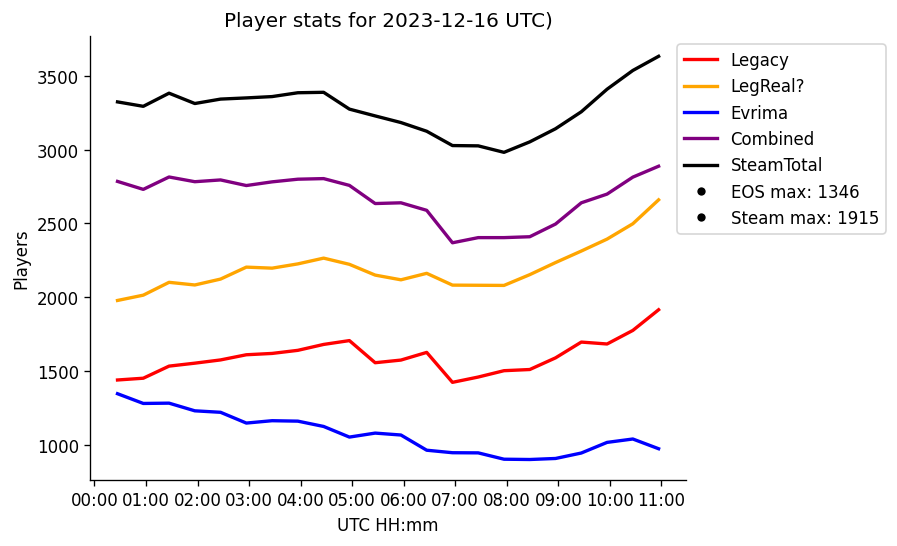 Player stats for 2023-12-16 UTC)
Players
3500
3000
2500
2000
1500
1000
00:00 01:00 02:00 03:00 04:00 05:00 06:00 07:00 08:00 09:00 10:00 11:00
UTC HH:mm
Legacy
LegReal?
Evrima
Combined
SteamTotal
EOS max: 1346
Steam max: 1915